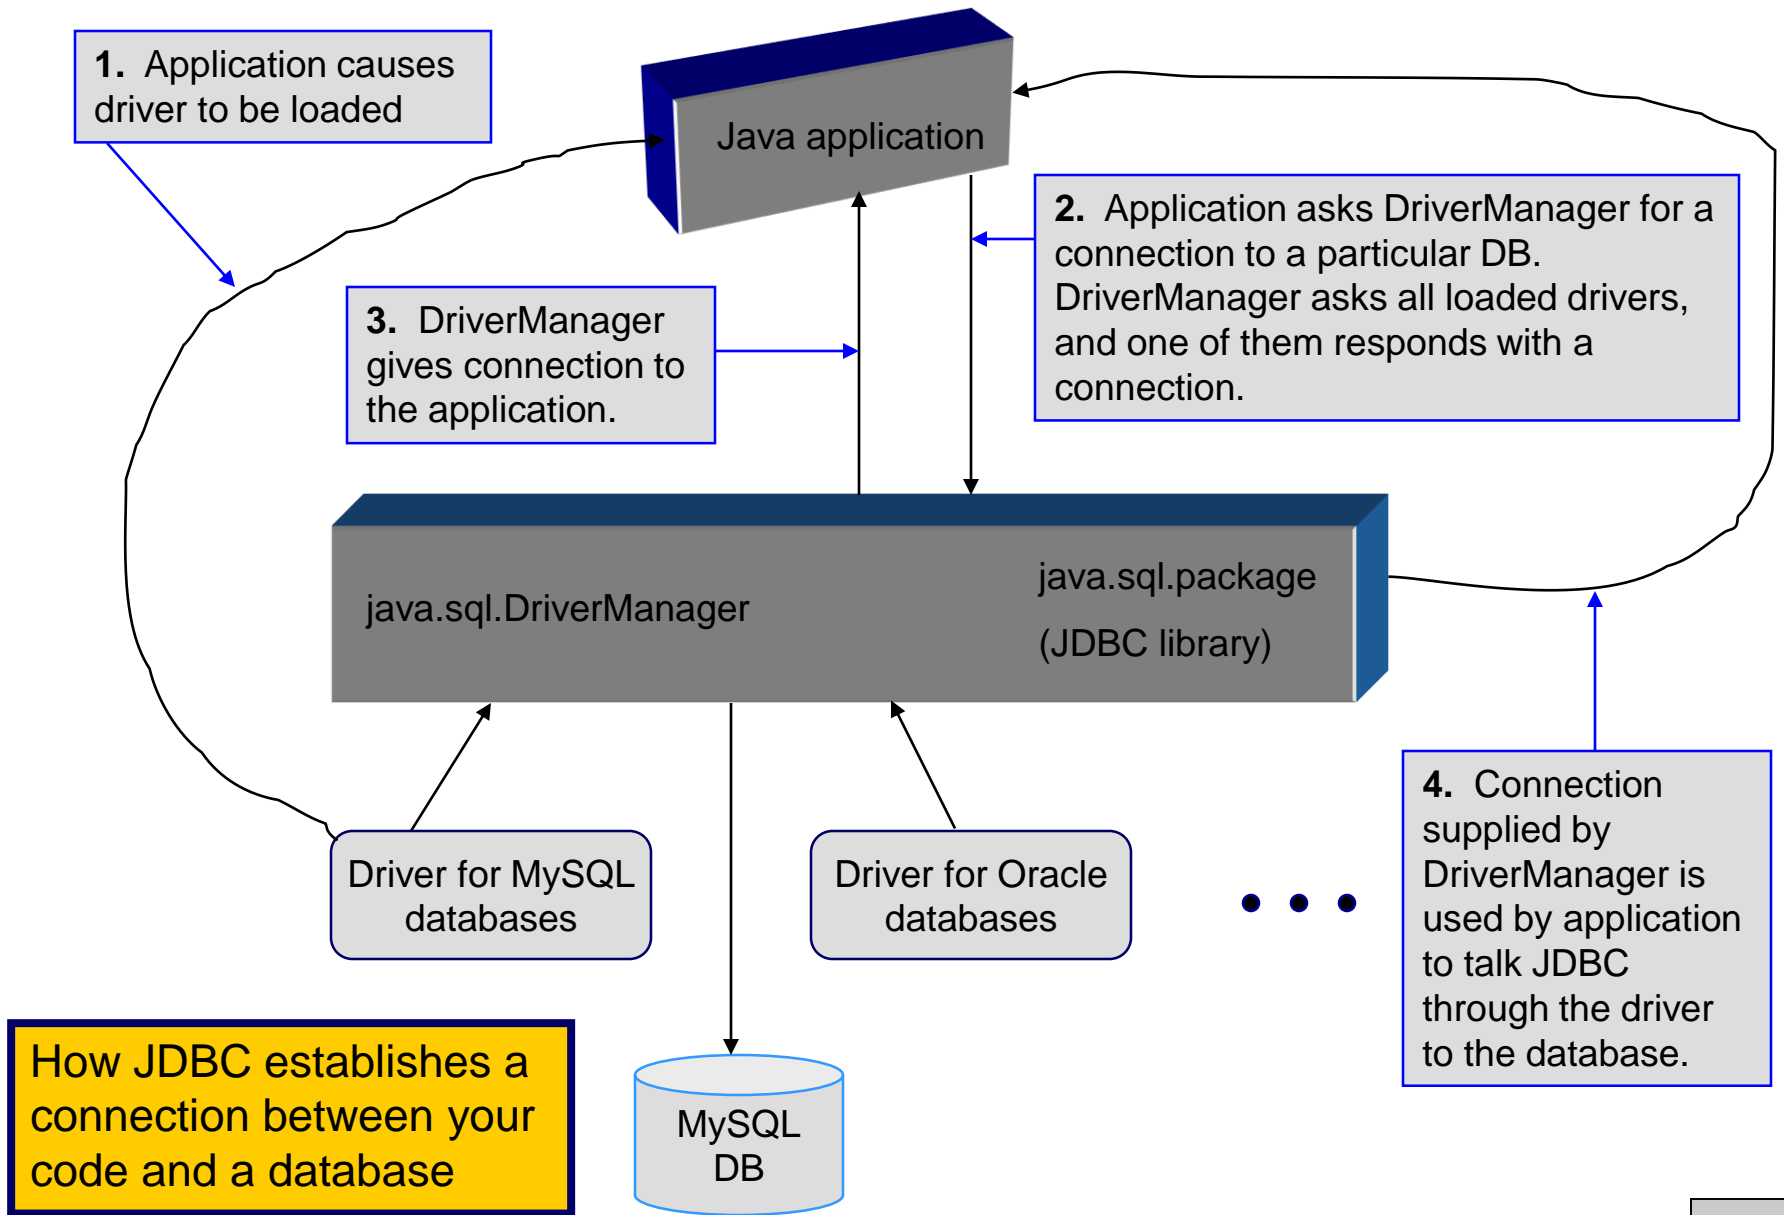 1. Application causes
driver to be loaded
Java application
2. Application asks DriverManager for a
connection to a particular DB.
DriverManager asks all loaded drivers,
and one of them responds with a
connection.
3. DriverManager
gives connection to
the application.
java.sql.DriverManager
java.sql.package
(JDBC library)
4. Connection
supplied by
DriverManager is
used by application
to talk JDBC
through the driver
to the database.
Driver for MySQL
databases
Driver for Oracle
databases
How JDBC establishes a
connection between your
code and a database
MySQL
DB